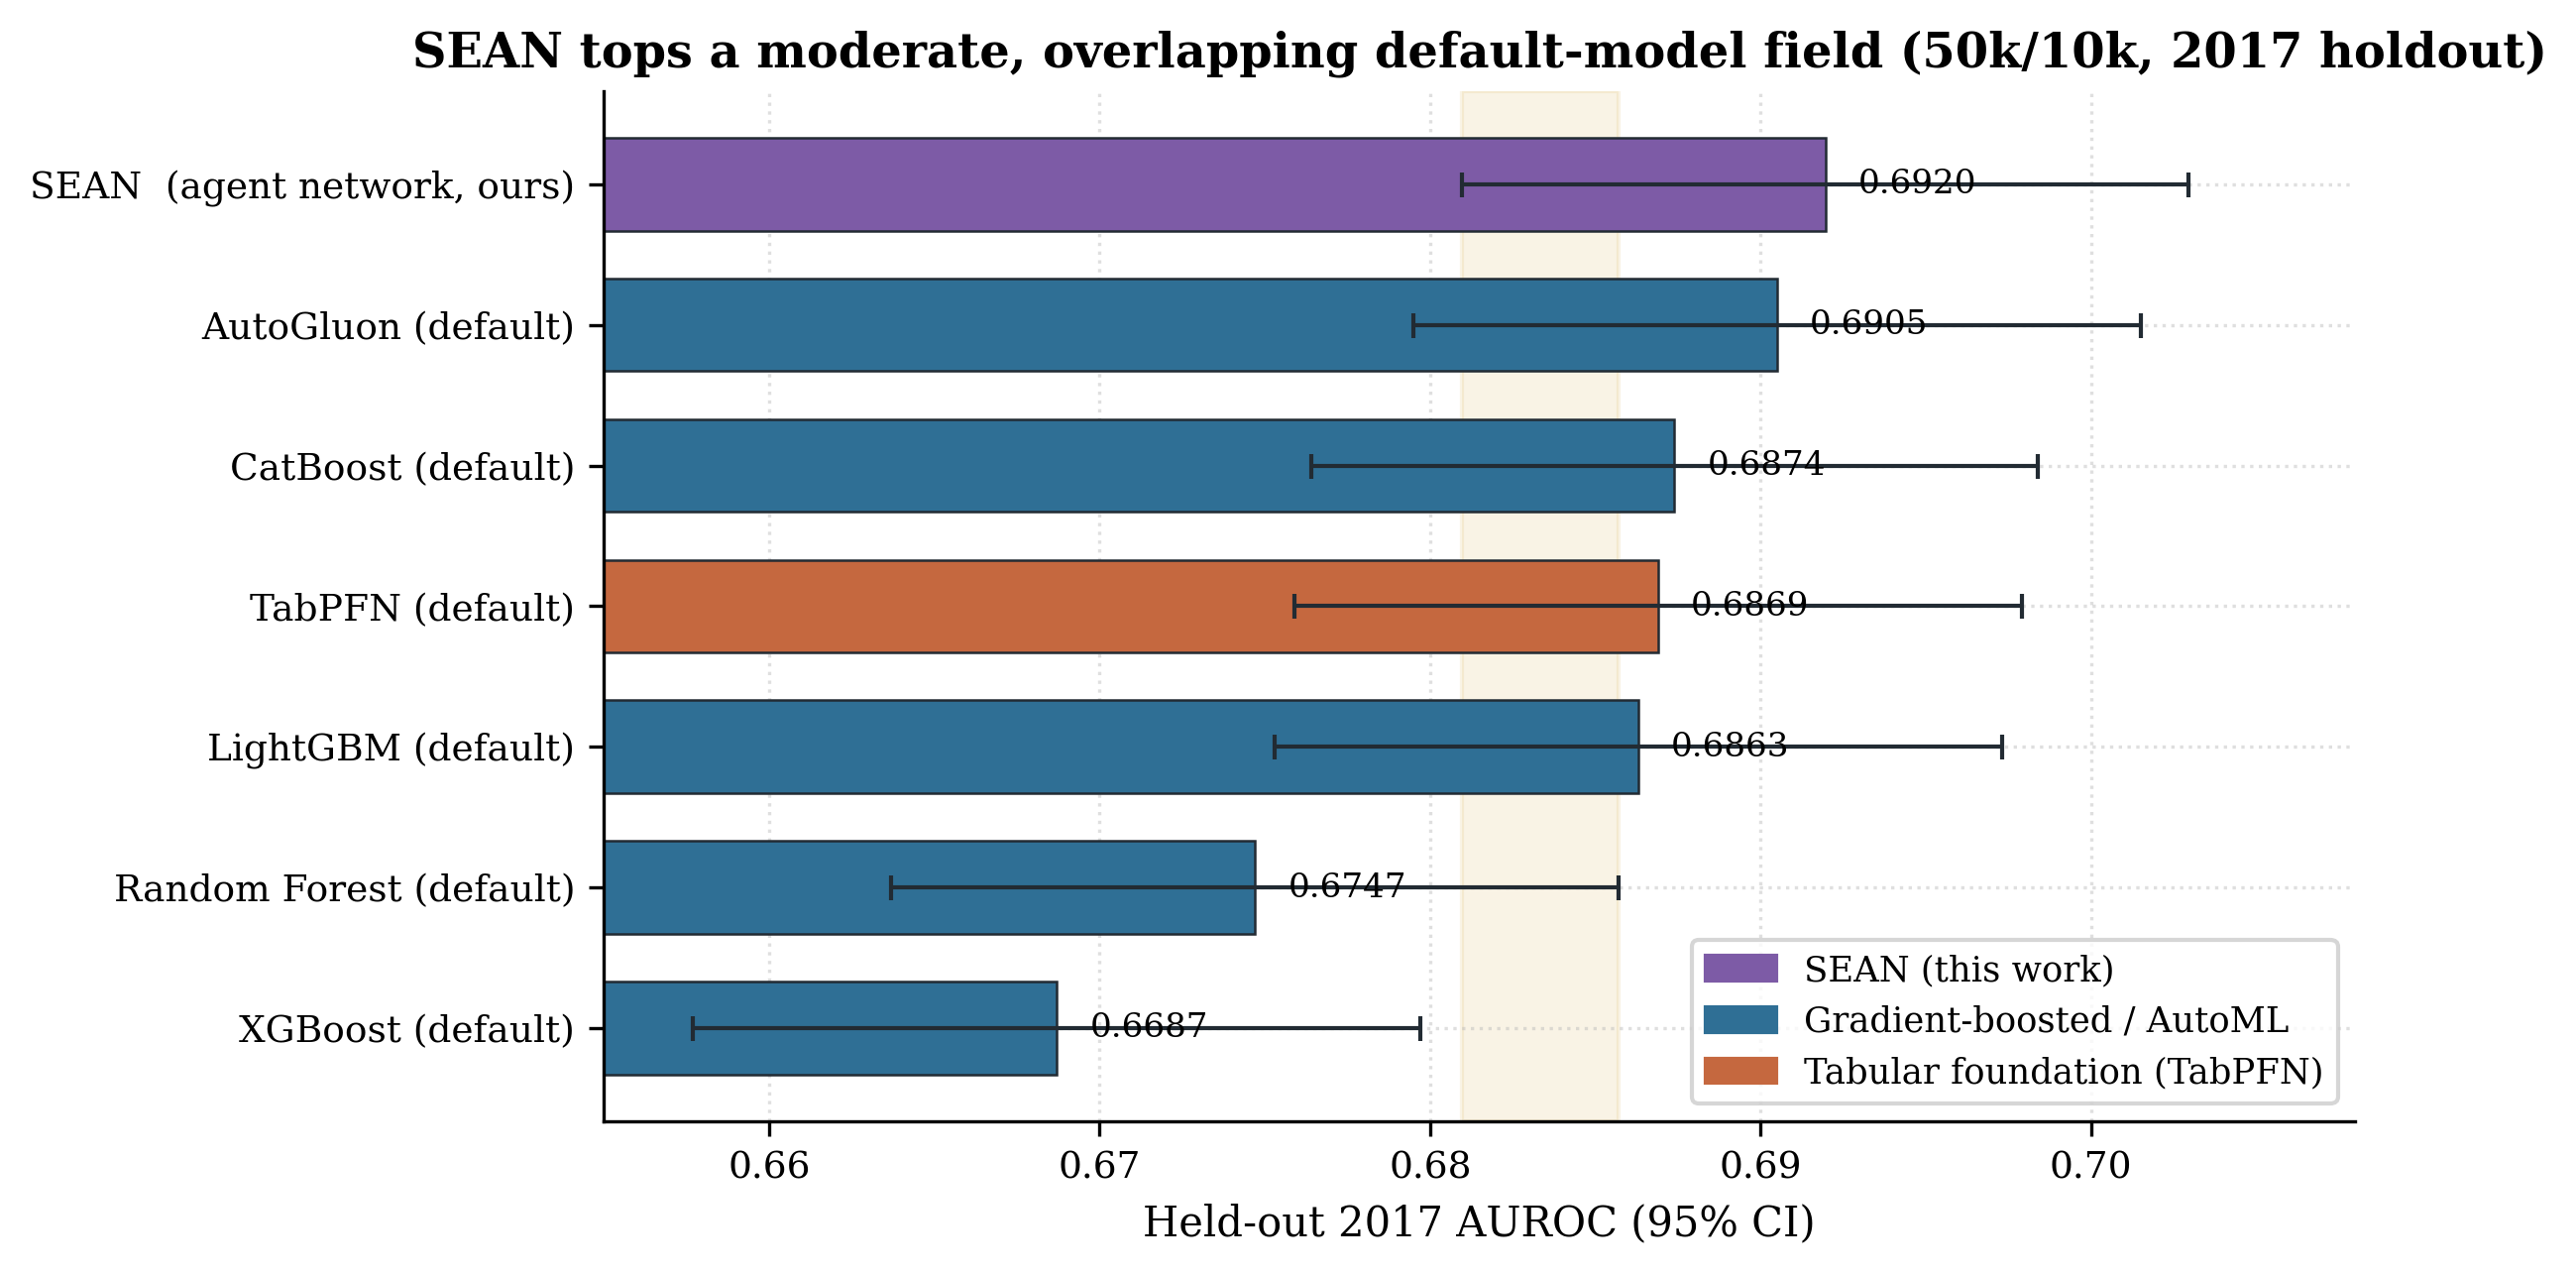 SEAN tops a moderate, overlapping default-model field (50k/10k, 2017 holdout)
SEAN  (agent network, ours)
0.6920
AutoGluon (default)
0.6905
CatBoost (default)
0.6874
TabPFN (default)
0.6869
LightGBM (default)
0.6863
Random Forest (default)
0.6747
XGBoost (default)
0.6687
SEAN (this work)
Gradient-boosted / AutoML
Tabular foundation (TabPFN)
0.66 0.67 0.68 0.69 0.70
Held-out 2017 AUROC (95% CI)